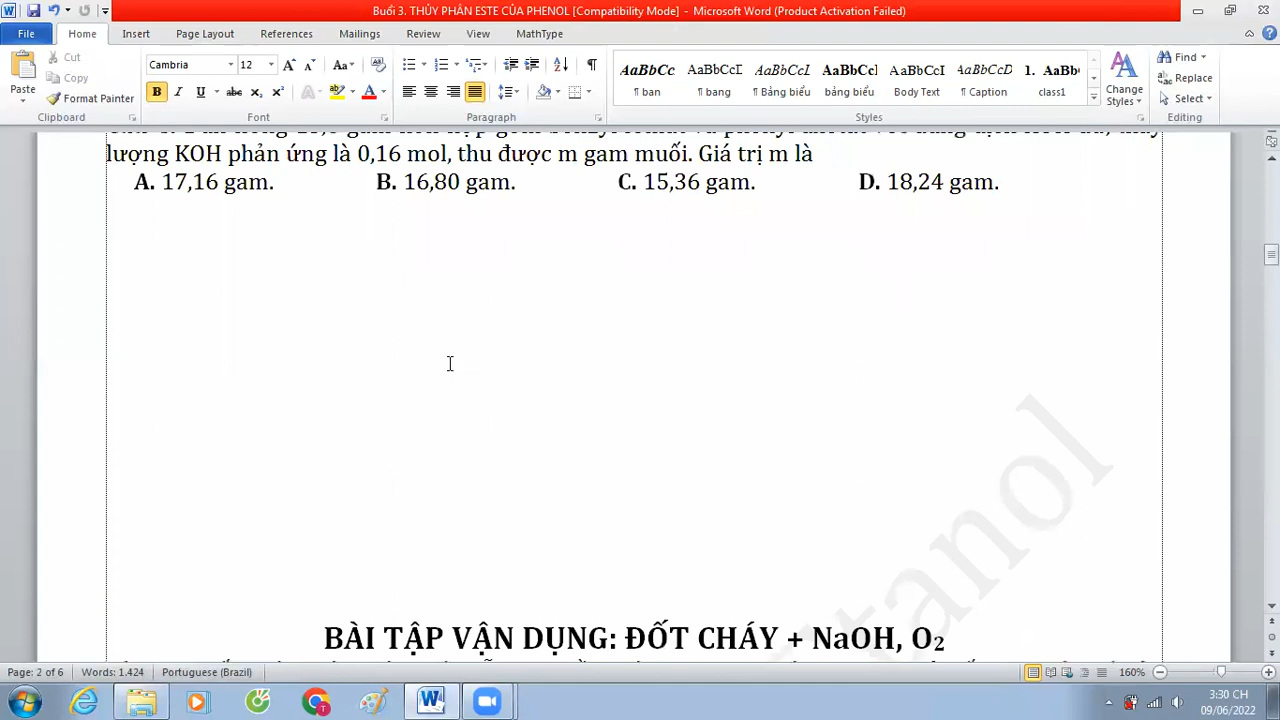 Buổi 3. THỦY PHÂN ESTE CỦA PHENOL [Compatibility Mode] - Microsoft Word (Product Activation Failed)
File Home Insert Page Layout References Mailings Review View MathType
Paste Cut Copy Format Painter
Cambria 12
AaBbCc AaBbCcD AaBbCcI AaBbCc AaBbCcI AaBbCcD 1. AaBb
¶ ban ¶ bang ¶ Bảng biểu bảng biểu Body Text ¶ Caption class1
Change Styles
Find Replace Select
Clipboard Font Paragraph Styles Editing
lượng KOH phản ứng là 0,16 mol, thu được m gam muối. Giá trị m là
A. 17,16 gam. B. 16,80 gam. C. 15,36 gam. D. 18,24 gam.
BÀI TẬP VẬN DỤNG: ĐỐT CHÁY + NaOH, O₂
Page: 2 of 6 Words: 1.424 Portuguese (Brazil) 160%
3:30 CH
09/06/2022